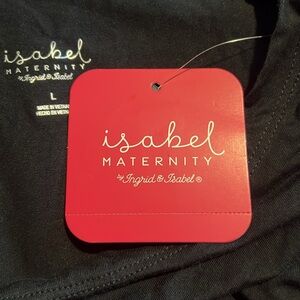 isabel
MATERNITY
by Ingrid & Isabel
L
MADE IN VIETNAM
HECHO EN VIETNAM
isabel
MATERNITY
by Ingrid & Isabel ®